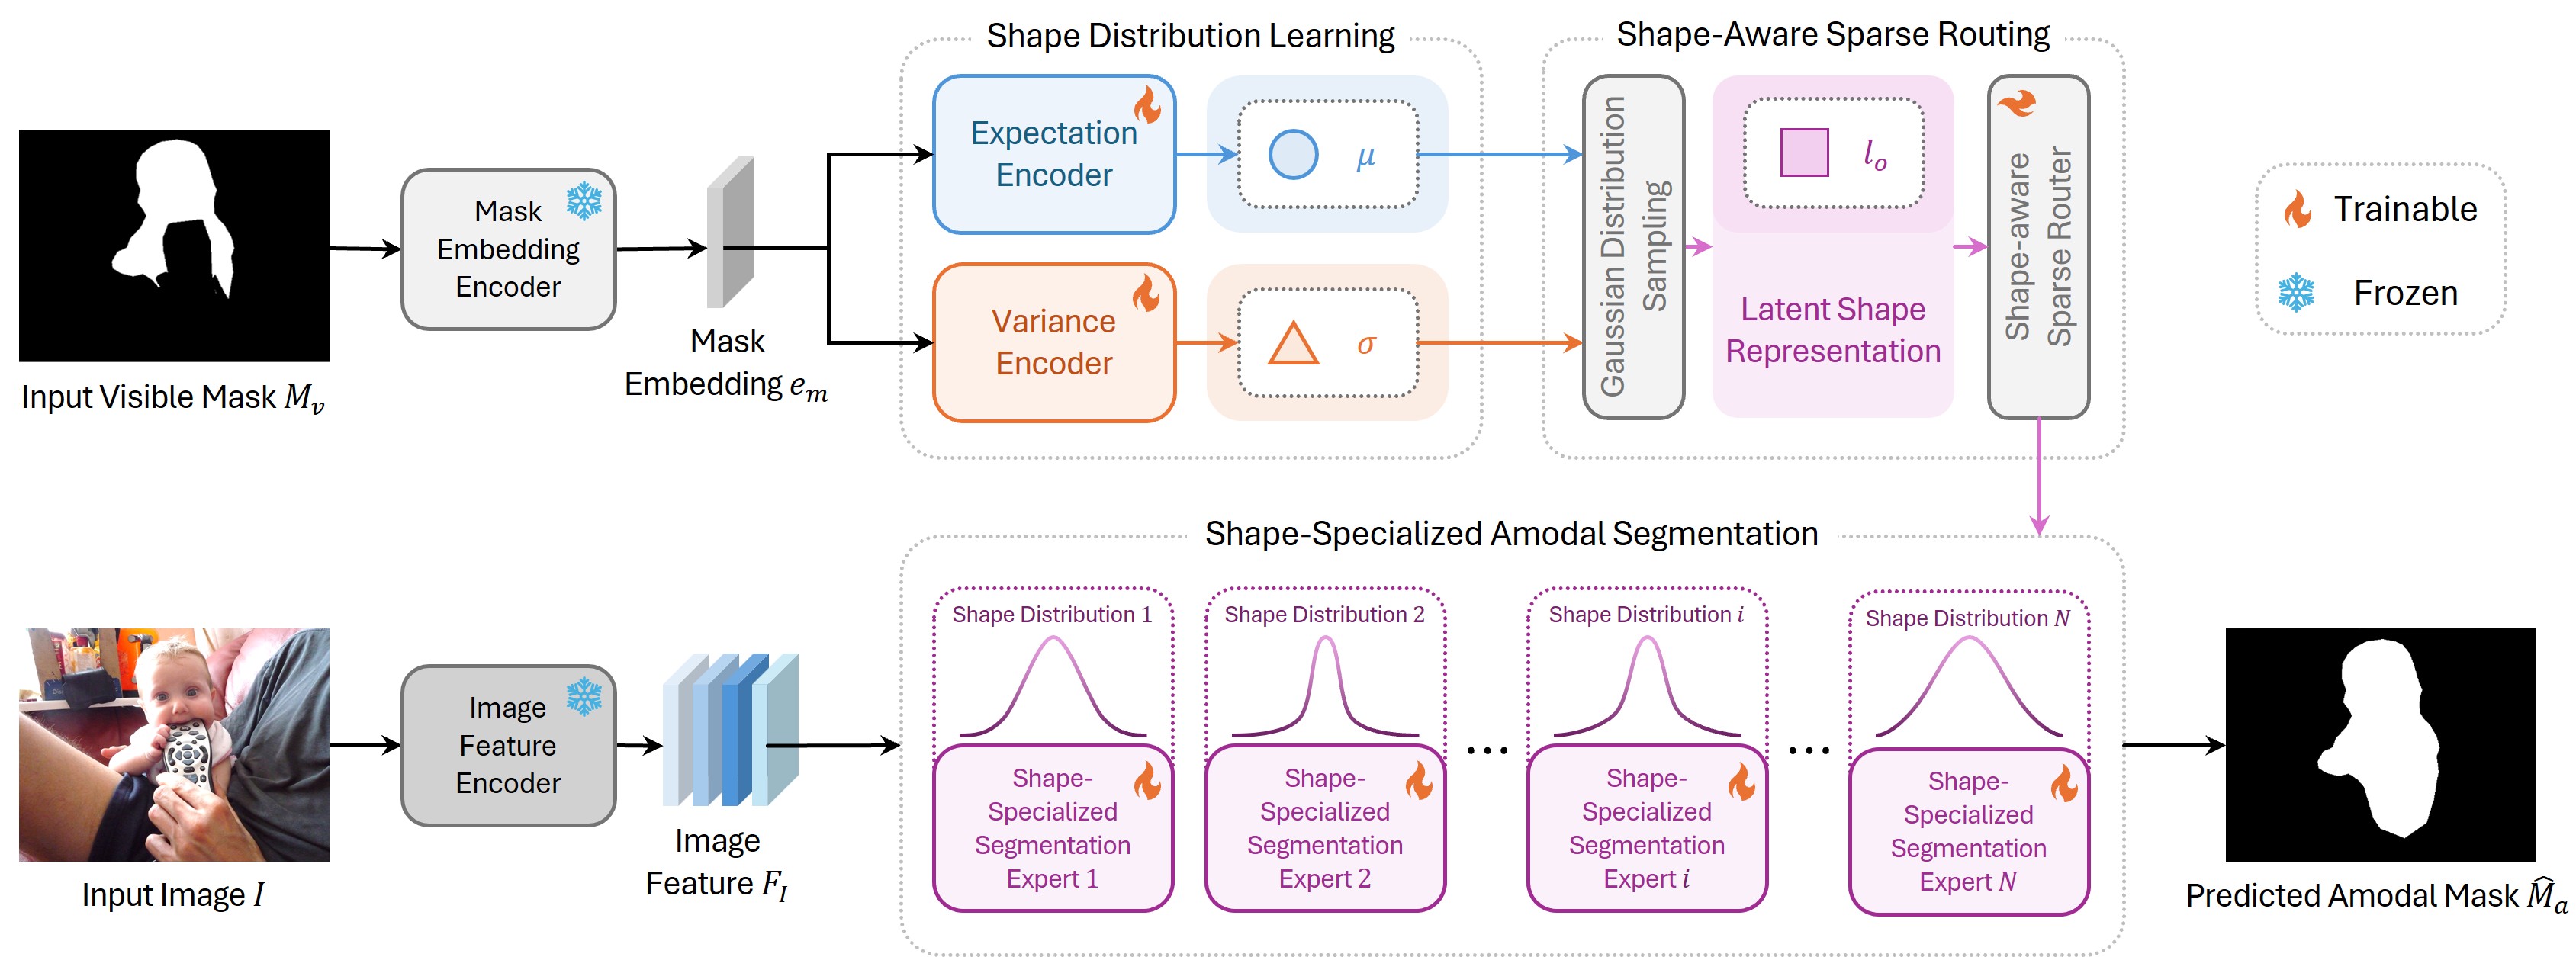 Shape Distribution Learning
Shape-Aware Sparse Routing
Mask
Embedding
Encoder
Input Visible Mask M_v
Mask
Embedding e_m
Expectation
Encoder
μ
Variance
Encoder
σ
Gaussian Distribution
Sampling
l_o
Latent Shape
Representation
Shape-aware
Sparse Router
Trainable
Frozen
Shape-Specialized Amodal Segmentation
Input Image I
Image
Feature
Encoder
Image
Feature F_I
Shape Distribution 1
Shape-
Specialized
Segmentation
Expert 1
Shape Distribution 2
Shape-
Specialized
Segmentation
Expert 2
...
Shape Distribution i
Shape-
Specialized
Segmentation
Expert i
...
Shape Distribution N
Shape-
Specialized
Segmentation
Expert N
Predicted Amodal Mask M̂_a